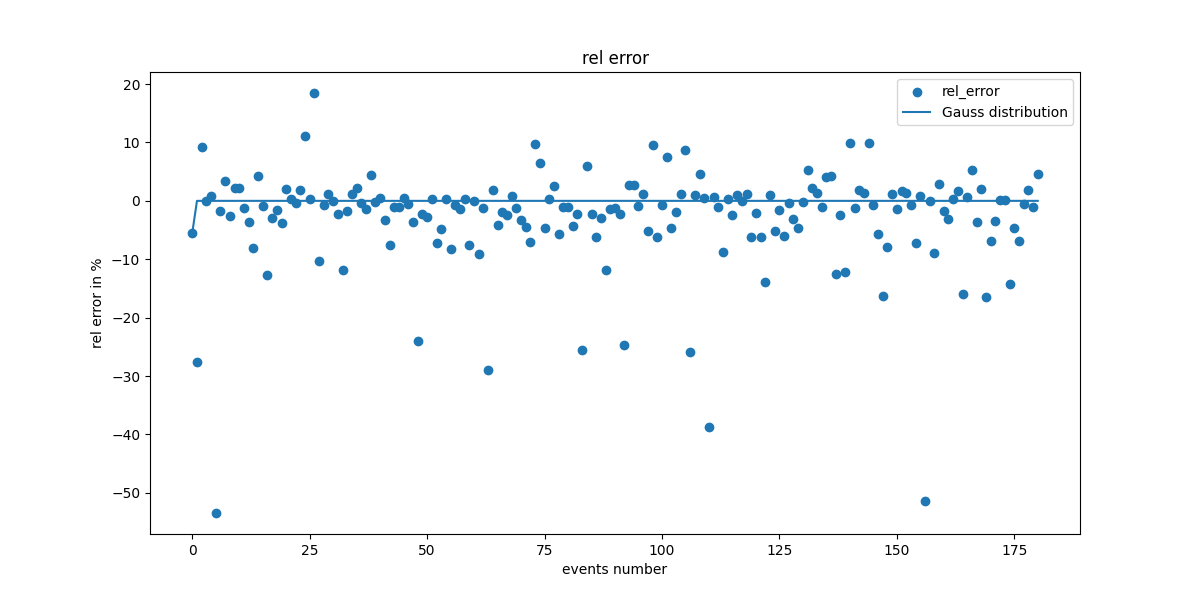 rel error
rel_error
Gauss distribution
20
10
0
−10
−20
−30
−40
−50
rel error in %
0 25 50 75 100 125 150 175
events number